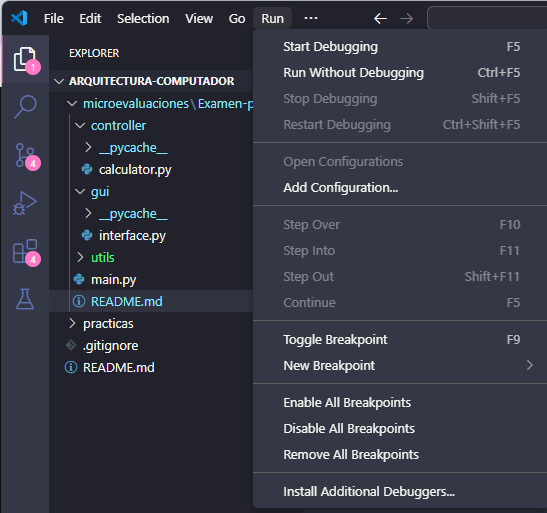 File Edit Selection View Go Run ...
EXPLORER
ARQUITECTURA-COMPUTADOR
microevaluaciones\Examen-p
controller
__pycache__
calculator.py
gui
__pycache__
interface.py
utils
main.py
README.md
practicas
.gitignore
README.md
1
4
4
Start Debugging F5
Run Without Debugging Ctrl+F5
Stop Debugging Shift+F5
Restart Debugging Ctrl+Shift+F5
Open Configurations
Add Configuration...
Step Over F10
Step Into F11
Step Out Shift+F11
Continue F5
Toggle Breakpoint F9
New Breakpoint
Enable All Breakpoints
Disable All Breakpoints
Remove All Breakpoints
Install Additional Debuggers...